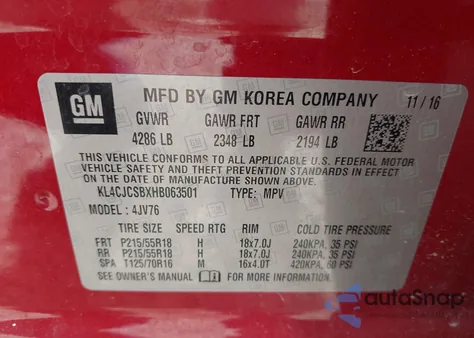 GM
MFD BY GM KOREA COMPANY 11/16
GVWR GAWR FRT GAWR RR
4286 LB 2348 LB 2194 LB
THIS VEHICLE CONFORMS TO ALL APPLICABLE U.S. FEDERAL MOTOR
VEHICLE SAFETY AND THEFT PREVENTION STANDARDS IN EFFECT ON
THE DATE OF MANUFACTURE SHOWN ABOVE.
KL4CJCSBXHB063501 TYPE: MPV
MODEL: 4JV76
TIRE SIZE SPEED RTG RIM COLD TIRE PRESSURE
FRT P215/55R18 H 18x7.0J 240KPA, 35 PSI
RR P215/55R18 H 18x7.0J 240KPA, 35 PSI
SPA T125/70R16 M 16x4.0T 420KPA, 60 PSI
SEE OWNER'S MANUAL FOR MORE INFORMATION.
autoSnap